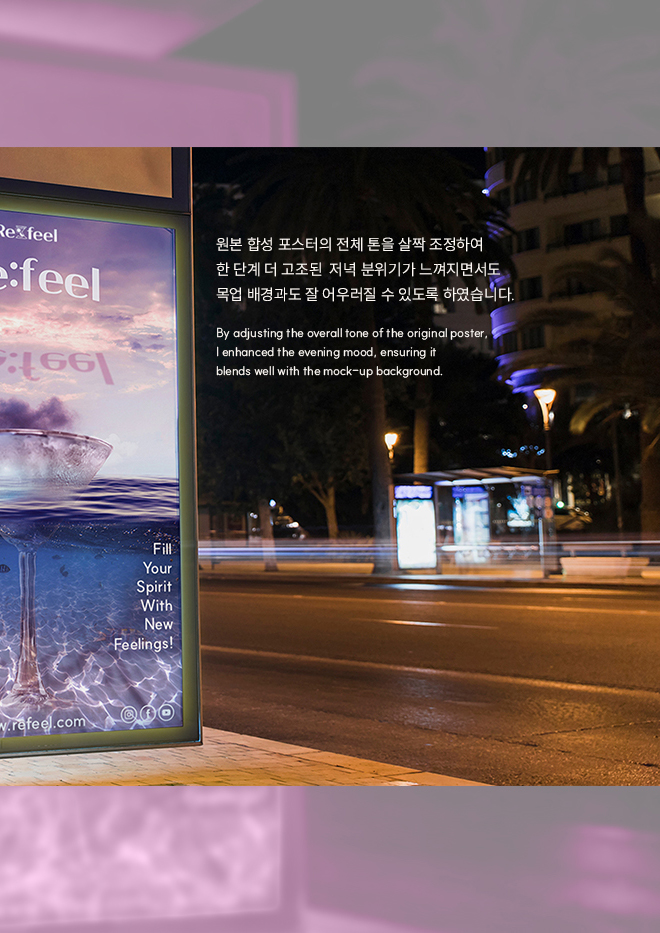 Re:feel
e:feel
원본 합성 포스터의 전체 톤을 살짝 조정하여
한 단계 더 고조된 저녁 분위기가 느껴지면서도
목업 배경과도 잘 어우러질 수 있도록 하였습니다.
By adjusting the overall tone of the original poster,
I enhanced the evening mood, ensuring it
blends well with the mock-up background.
Fill
Your
Spirit
With
New
Feelings!
w.refeel.com